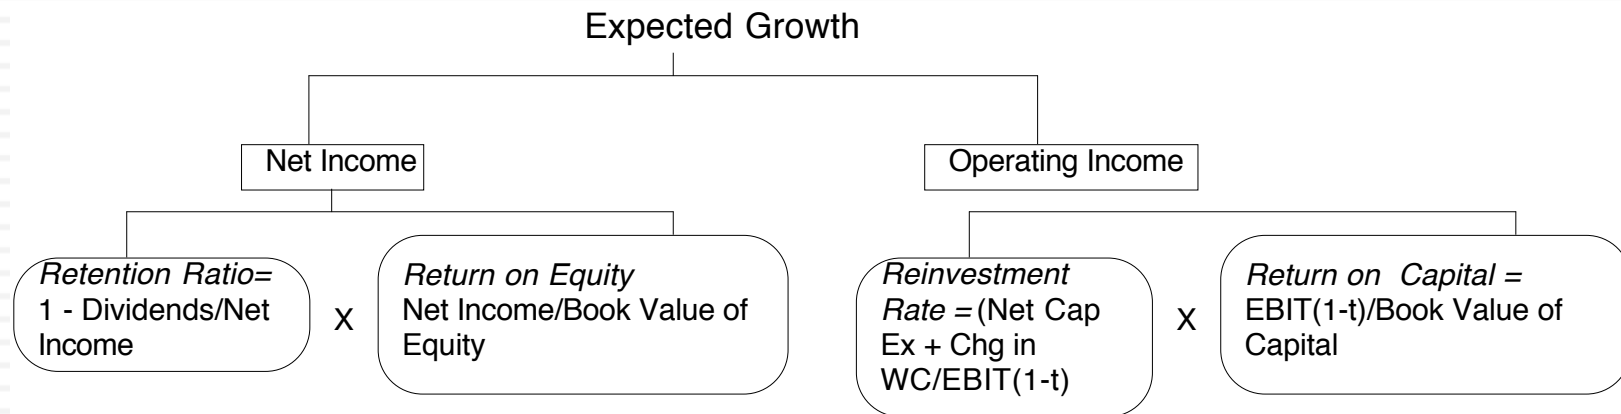 Expected Growth
Net Income
Operating Income
Retention Ratio=
1 - Dividends/Net
Income
X
Return on Equity
Net Income/Book Value of
Equity
Reinvestment
Rate = (Net Cap
Ex + Chg in
WC/EBIT(1-t)
X
Return on  Capital =
EBIT(1-t)/Book Value of
Capital